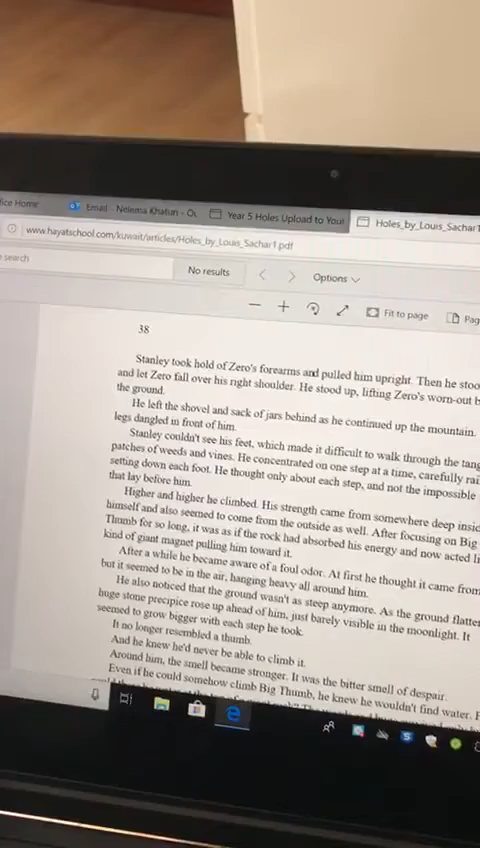 ice Home
Email - Nelema Khatun - Ou
Year 5 Holes Upload to Your
Holes_by_Louis_Sachar1
www.hayatschool.com/kuwait/articles/Holes_by_Louis_Sachar1.pdf
search
No results
Options
Fit to page
Pag
38
Stanley took hold of Zero's forearms and pulled him upright. Then he stoo
and let Zero fall over his right shoulder. He stood up, lifting Zero's worn-out b
the ground.
He left the shovel and sack of jars behind as he continued up the mountain.
legs dangled in front of him.
Stanley couldn't see his feet, which made it difficult to walk through the tang
patches of weeds and vines. He concentrated on one step at a time, carefully rai
setting down each foot. He thought only about each step, and not the impossible
that lay before him.
Higher and higher he climbed. His strength came from somewhere deep insid
himself and also seemed to come from the outside as well. After focusing on Big
Thumb for so long, it was as if the rock had absorbed his energy and now acted li
kind of giant magnet pulling him toward it.
After a while he became aware of a foul odor. At first he thought it came from
but it seemed to be in the air, hanging heavy all around him.
He also noticed that the ground wasn't as steep anymore. As the ground flatte
huge stone precipice rose up ahead of him, just barely visible in the moonlight. It
seemed to grow bigger with each step he took.
It no longer resembled a thumb.
And he knew he'd never be able to climb it.
Around him, the smell became stronger. It was the bitter smell of despair.
Even if he could somehow climb Big Thumb, he knew he wouldn't find water.